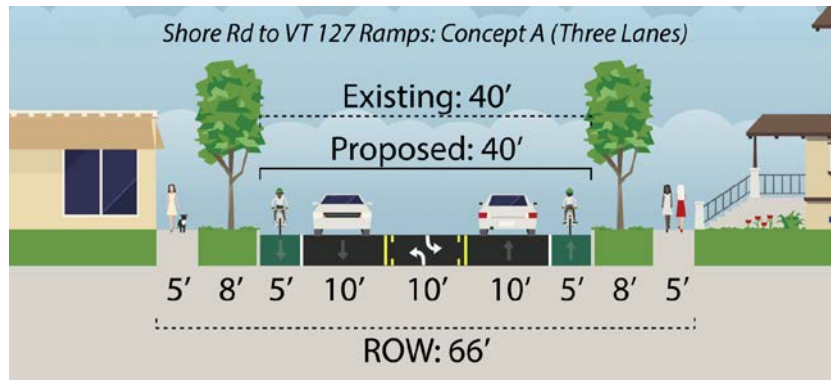 Shore Rd to VT 127 Ramps: Concept A (Three Lanes)
Existing: 40’
Proposed: 40’
5’ 8’ 5’ 10’ 10’ 10’ 5’ 8’ 5’
ROW: 66’